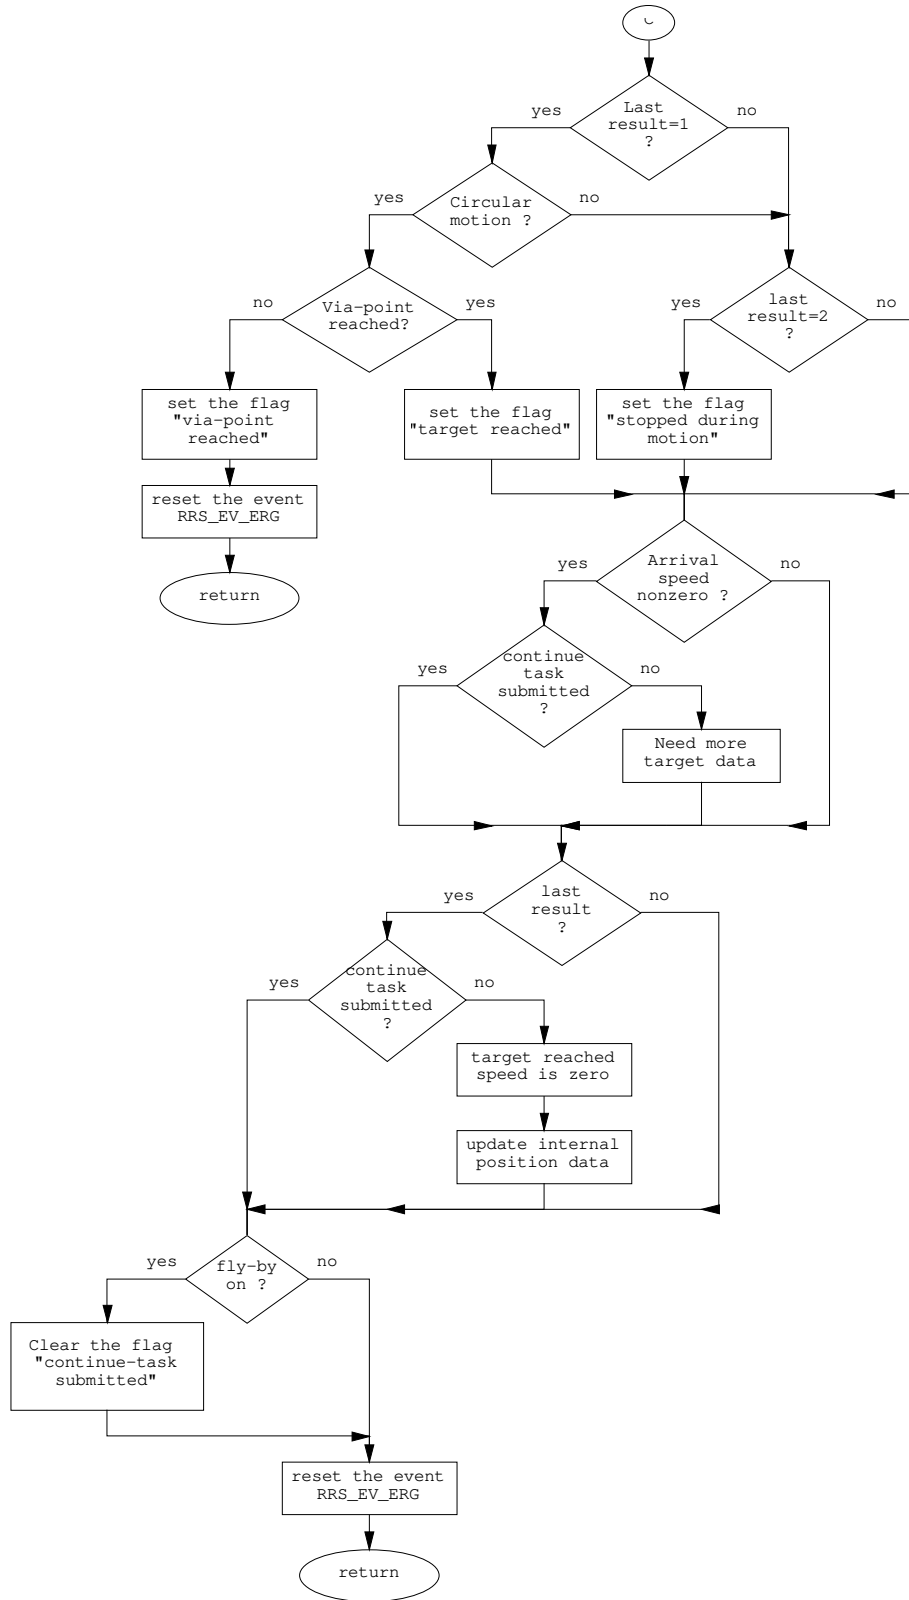 Last
result=1
?
yes
no
Circular
motion ?
yes
no
Via-point
reached?
no
yes
last
result=2
?
yes
no
set the flag
"via-point
reached"
set the flag
"target reached"
set the flag
"stopped during
motion"
reset the event
RRS_EV_ERG
return
Arrival
speed
nonzero ?
yes
no
continue
task
submitted
?
yes
no
Need more
target data
last
result
?
yes
no
continue
task
submitted
?
yes
no
target reached
speed is zero
update internal
position data
fly-by
on ?
yes
no
Clear the flag
"continue-task
submitted"
reset the event
RRS_EV_ERG
return